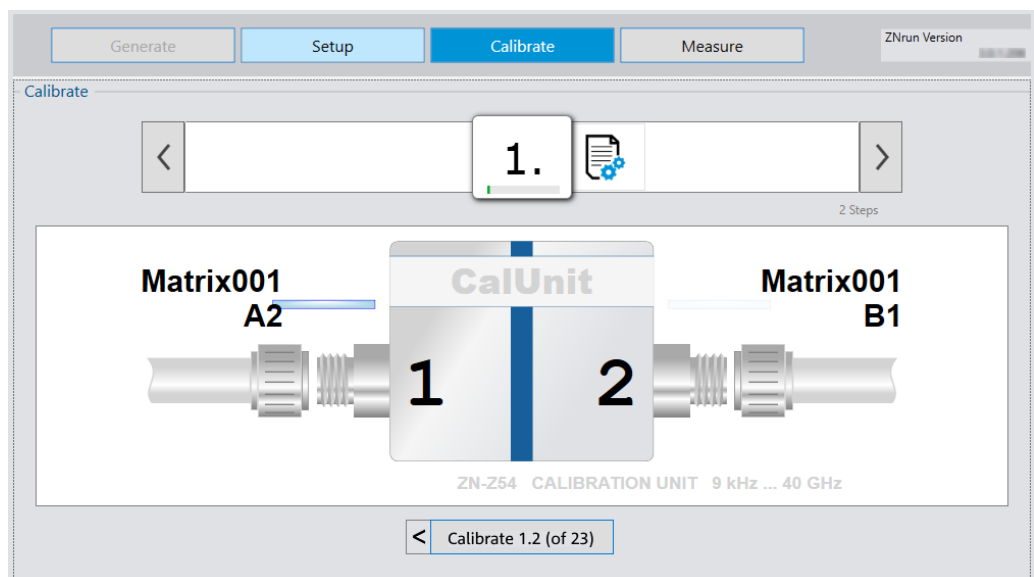 Generate
Setup
Calibrate
Measure
ZNrun Version
Calibrate
1.
2 Steps
CalUnit
Matrix001
A2
Matrix001
B1
1
2
ZN-Z54 CALIBRATION UNIT 9 kHz ... 40 GHz
< Calibrate 1.2 (of 23)